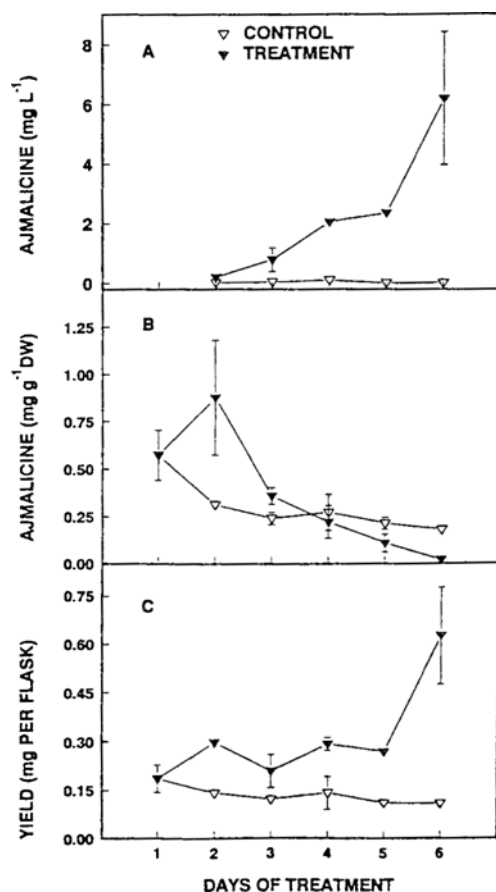 A
▽ CONTROL
▼ TREATMENT
AJMALICINE (mg L⁻¹)
8
6
4
2
0
B
AJMALICINE (mg g⁻¹DW)
1.25
1.00
0.75
0.50
0.25
0.00
C
YIELD (mg PER FLASK)
0.75
0.60
0.45
0.30
0.15
0.00
1 2 3 4 5 6
DAYS OF TREATMENT